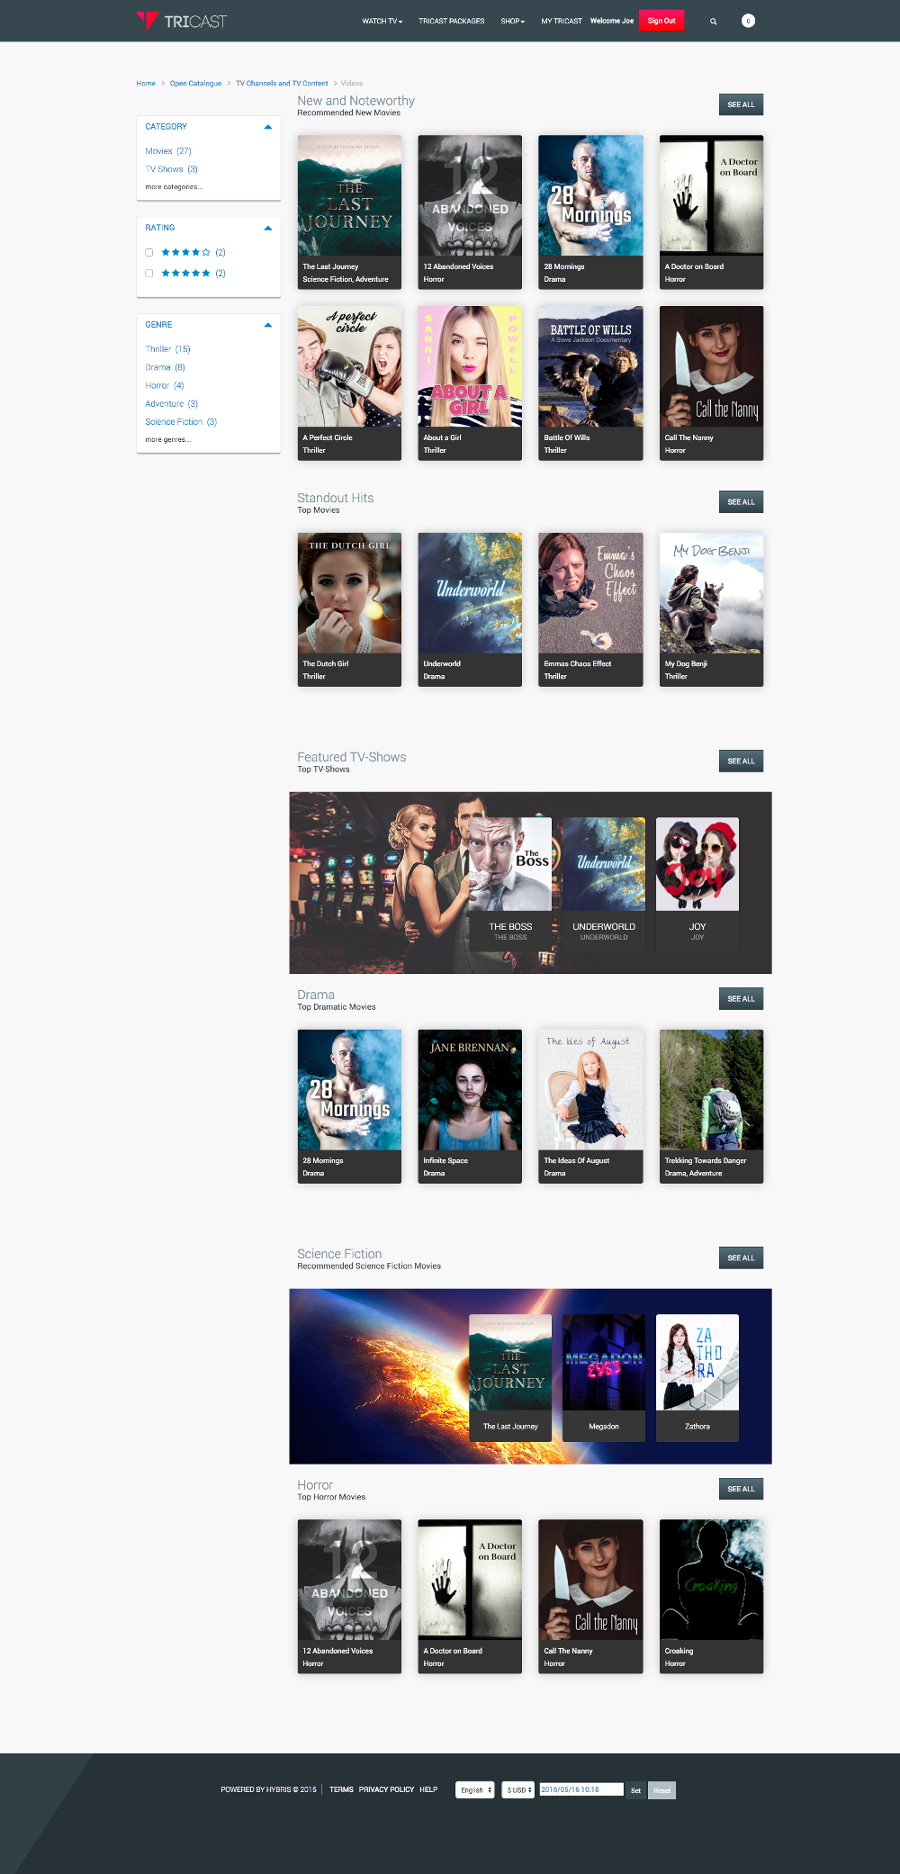 TRICAST
WATCH TV
TRICAST PACKAGES
SHOP
MY TRICAST
Welcome Joe
Sign Out
0
Home > Open Catalogue > TV Channels and TV Content > Videos
CATEGORY
Movies (27)
TV Shows (3)
more categories...
RATING
(2)
(2)
GENRE
Thriller (15)
Drama (8)
Horror (4)
Adventure (3)
Science Fiction (3)
more genres...
New and Noteworthy
Recommended New Movies
SEE ALL
THE
LAST
JOURNEY
The Last Journey
Science Fiction, Adventure
12
ABANDONED
VOICES
12 Abandoned Voices
Horror
28
Mornings
28 Mornings
Drama
A Doctor
on Board
A Doctor on Board
Horror
A perfect
circle
A Perfect Circle
Thriller
SABRI
POWELL
ABOUT A
GIRL
About a Girl
Thriller
BATTLE OF WILLS
A Steve Jackson Documentary
Battle Of Wills
Thriller
Call the Nanny
Call The Nanny
Horror
Standout Hits
Top Movies
SEE ALL
THE DUTCH GIRL
The Dutch Girl
Thriller
Underworld
Underworld
Drama
Emma's
Chaos
Effect
Emmas Chaos Effect
Thriller
My Dog Benji
My Dog Benji
Thriller
Featured TV-Shows
Top TV-Shows
SEE ALL
The
Boss
THE BOSS
THE BOSS
Underworld
UNDERWORLD
UNDERWORLD
Joy
JOY
JOY
Drama
Top Dramatic Movies
SEE ALL
28
Mornings
28 Mornings
Drama
JANE BRENNAN
Infinite Space
Drama
The Ides of August
The Ideas Of August
Drama
Trekking Towards Danger
Drama, Adventure
Science Fiction
Recommended Science Fiction Movies
SEE ALL
THE
LAST
JOURNEY
The Last Journey
MEGADON
Megadon
ZA
THO
RA
Zathora
Horror
Top Horror Movies
SEE ALL
12
ABANDONED
VOICES
12 Abandoned Voices
Horror
A Doctor
on Board
A Doctor on Board
Horror
Call the Nanny
Call The Nanny
Horror
Croaking
Croaking
Horror
POWERED BY HYBRIS © 2015 | TERMS PRIVACY POLICY HELP
English
$ USD
2016/05/16 10:18
Set
Reset